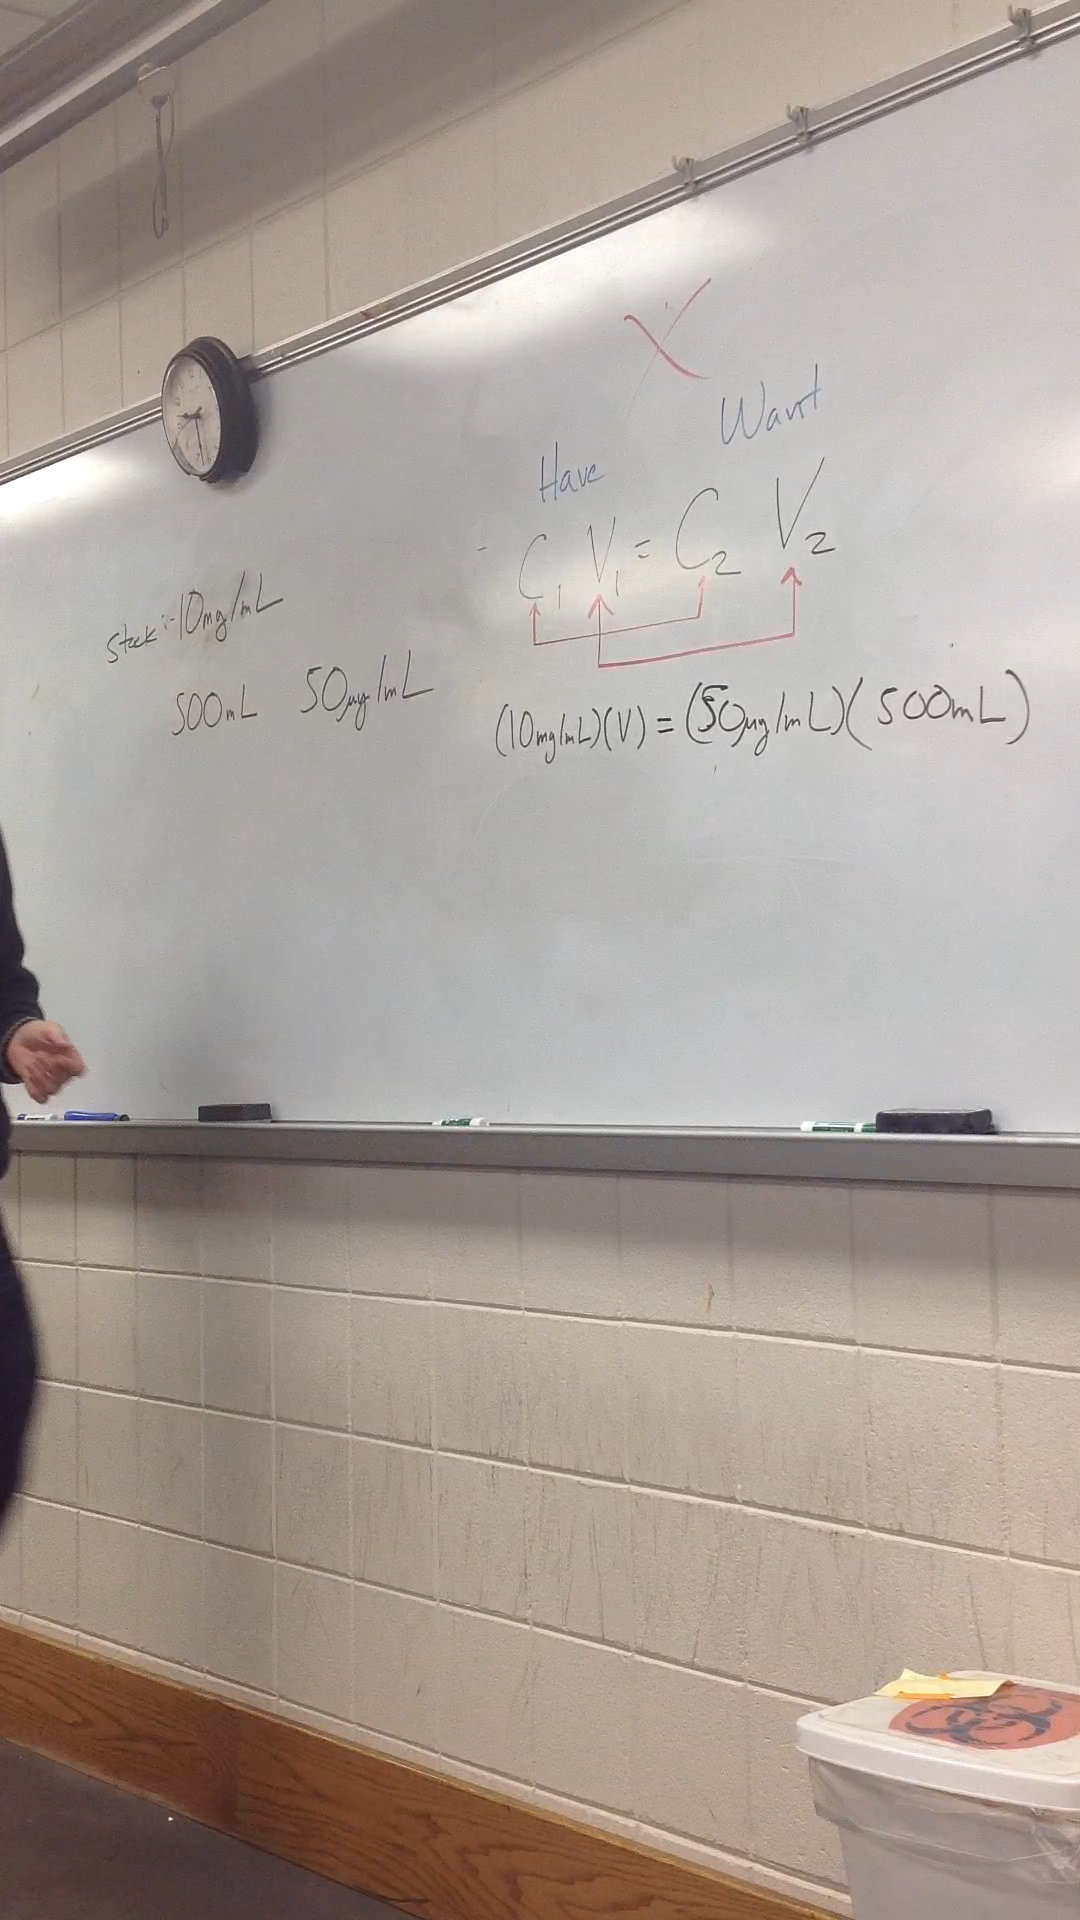 X
Have Want
C₁ V₁ = C₂ V₂
Stock :- 10mg/mL
500mL 50µg/mL
(10mg/mL)(V) = (50µg/mL)(500mL)